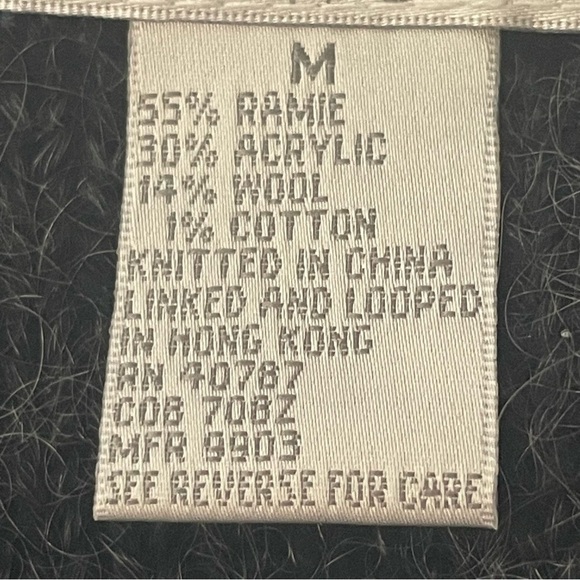 M
55% RAMIE
30% ACRYLIC
14% WOOL
1% COTTON
KNITTED IN CHINA
LINKED AND LOOPED
IN HONG KONG
RN 40787
COB 708Z
MFR 9903
SEE REVERSE FOR CARE